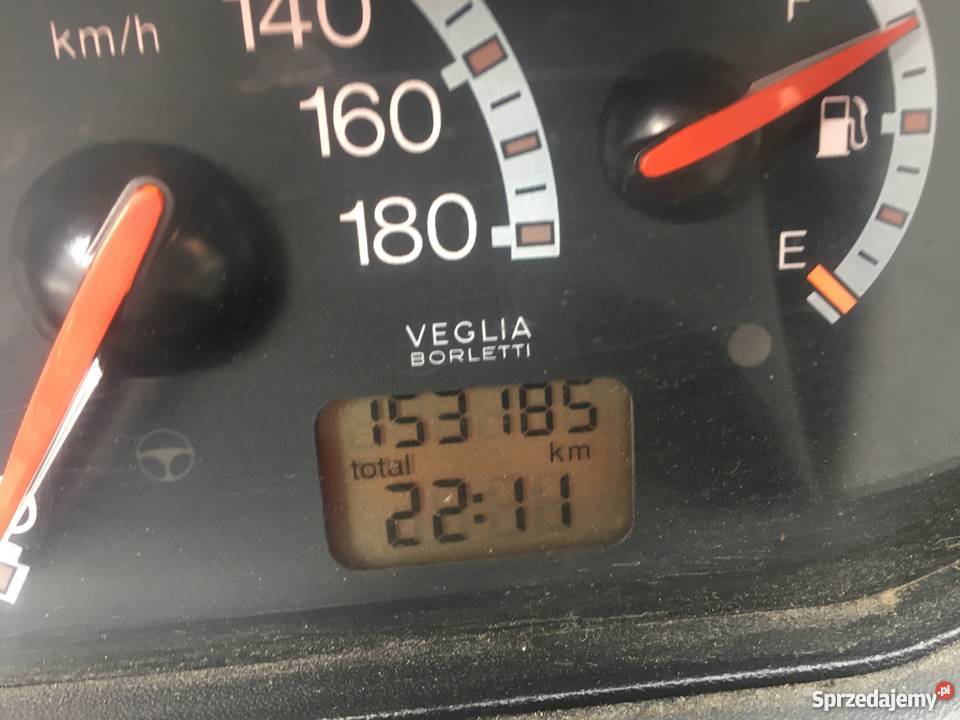 km/h
140
160
180
F
E
VEGLIA
BORLETTI
153185
total km
22:11
Sprzedajemy.pl